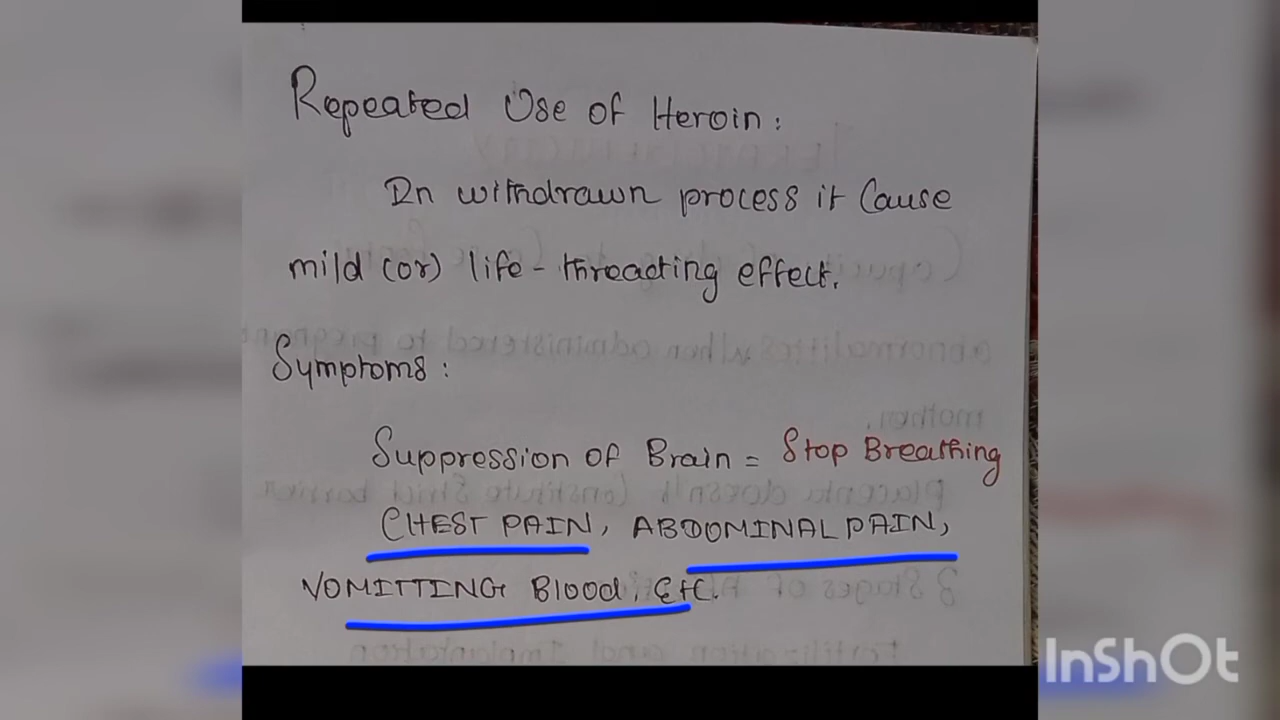 Repeated Use of Heroin:
In withdrawn process it Cause
mild (or) life-threacting effect.
Symptoms:
Suppression of Brain = Stop Breathing
CHEST PAIN, ABDOMINAL PAIN,
VOMITTING Blood, Etc.
InShOt